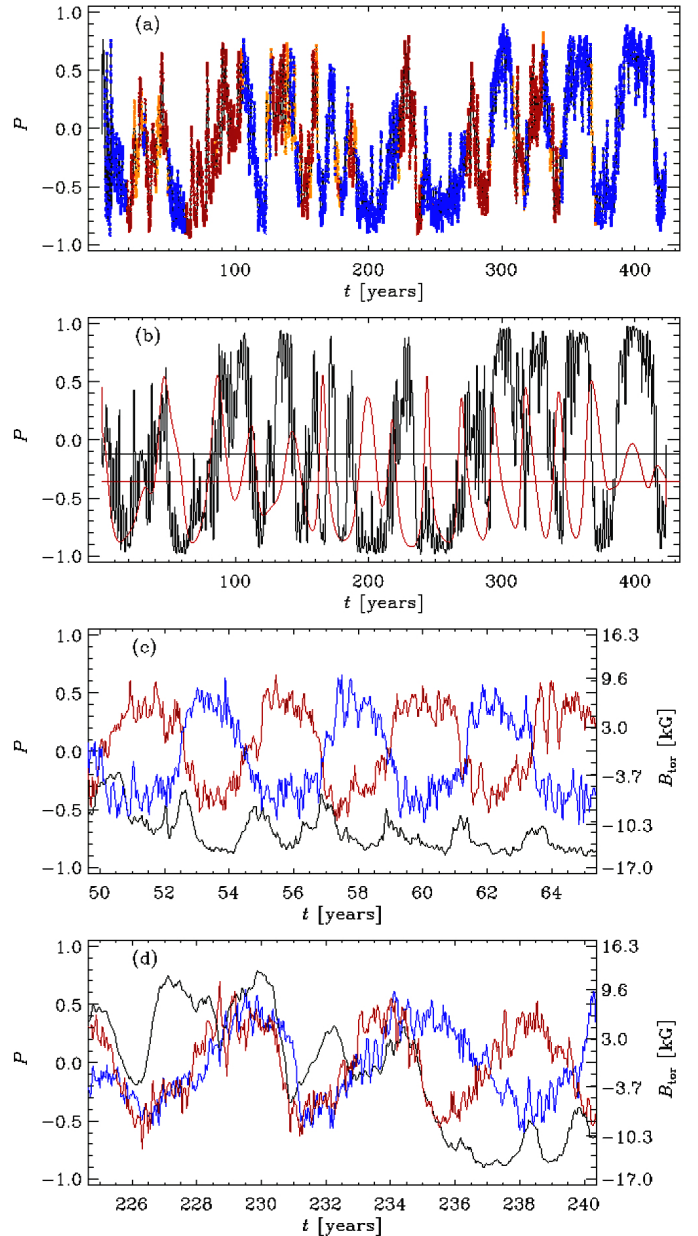 (a)
1.0
0.5
0.0
−0.5
−1.0
P
100 200 300 400
t [years]
(b)
1.0
0.5
0.0
−0.5
−1.0
P
100 200 300 400
t [years]
(c)
1.0 16.3
0.5 9.6
3.0
0.0
−3.7
−0.5
−10.3
−1.0 −17.0
P
B_tor [kG]
50 52 54 56 58 60 62 64
t [years]
(d)
1.0 16.3
0.5 9.6
3.0
0.0
−3.7
−0.5
−10.3
−1.0 −17.0
P
B_tor [kG]
226 228 230 232 234 236 238 240
t [years]